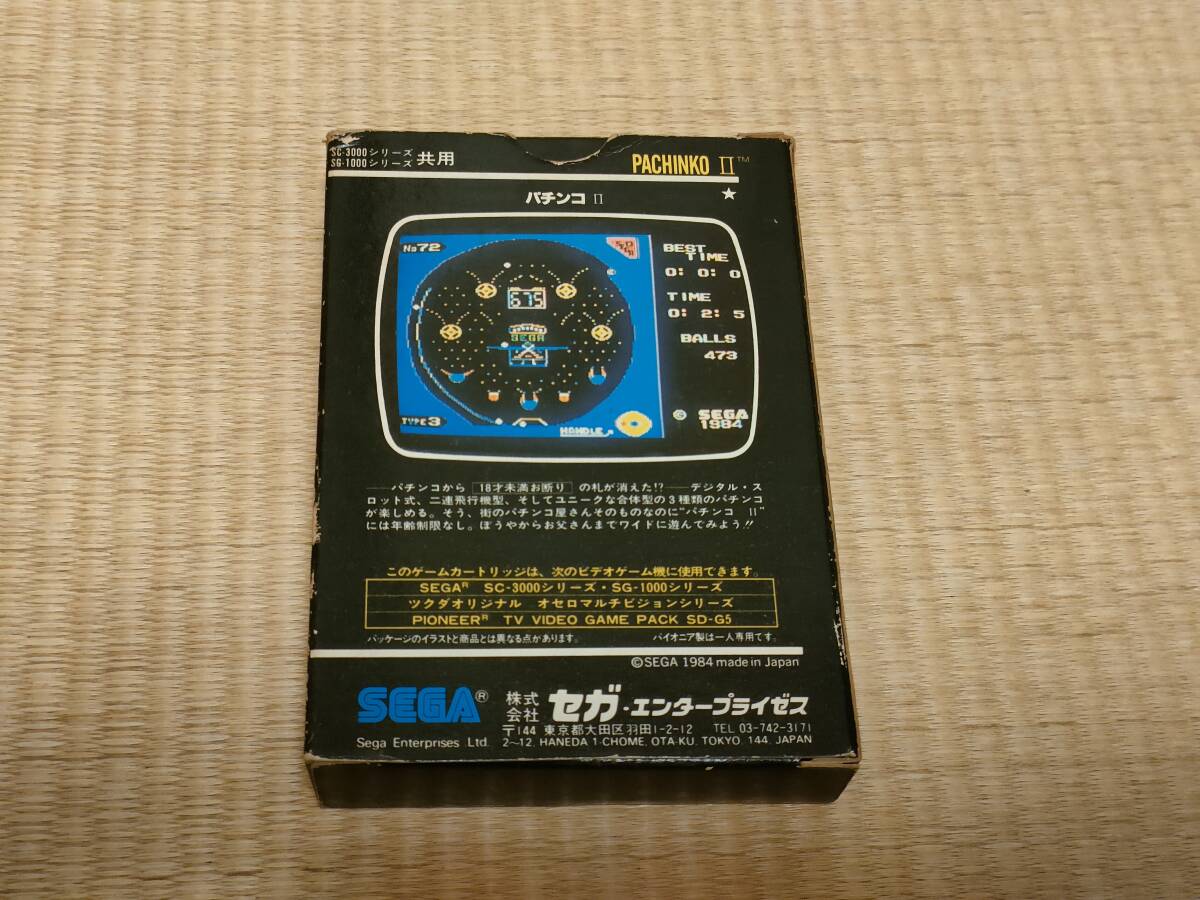 SC-3000シリーズ
SG-1000シリーズ 共用
PACHINKO II™
★
パチンコ II
No72
BEST
TIME
0: 0: 0
675
TIME
0: 2: 5
SEGA
BALLS
473
TYPE3
HANDLE
© SEGA
1984
——パチンコから 18才未満お断り の札が消えた!?——デジタル・ス
ロット式、二連飛行機型、そしてユニークな合体型の3種類のパチンコ
が楽しめる。そう、街のパチンコ屋さんそのものなのに"パチンコ II"
には年齢制限なし。ぼうやからお父さんまでワイドに遊んでみよう!!
このゲームカートリッジは、次のビデオゲーム機に使用できます。
SEGA® SC-3000シリーズ・SG-1000シリーズ
ツクダオリジナル オセロマルチビジョンシリーズ
PIONEER® TV VIDEO GAME PACK SD-G5
パッケージのイラストと商品とは異なる点があります。 パイオニア製は一人専用です。
©SEGA 1984 made in Japan
SEGA® 株式会社 セガ・エンタープライゼス
〒144 東京都大田区羽田1-2-12 TEL 03-742-3171
Sega Enterprises Ltd. 2~12, HANEDA 1-CHOME, OTA-KU, TOKYO, 144, JAPAN